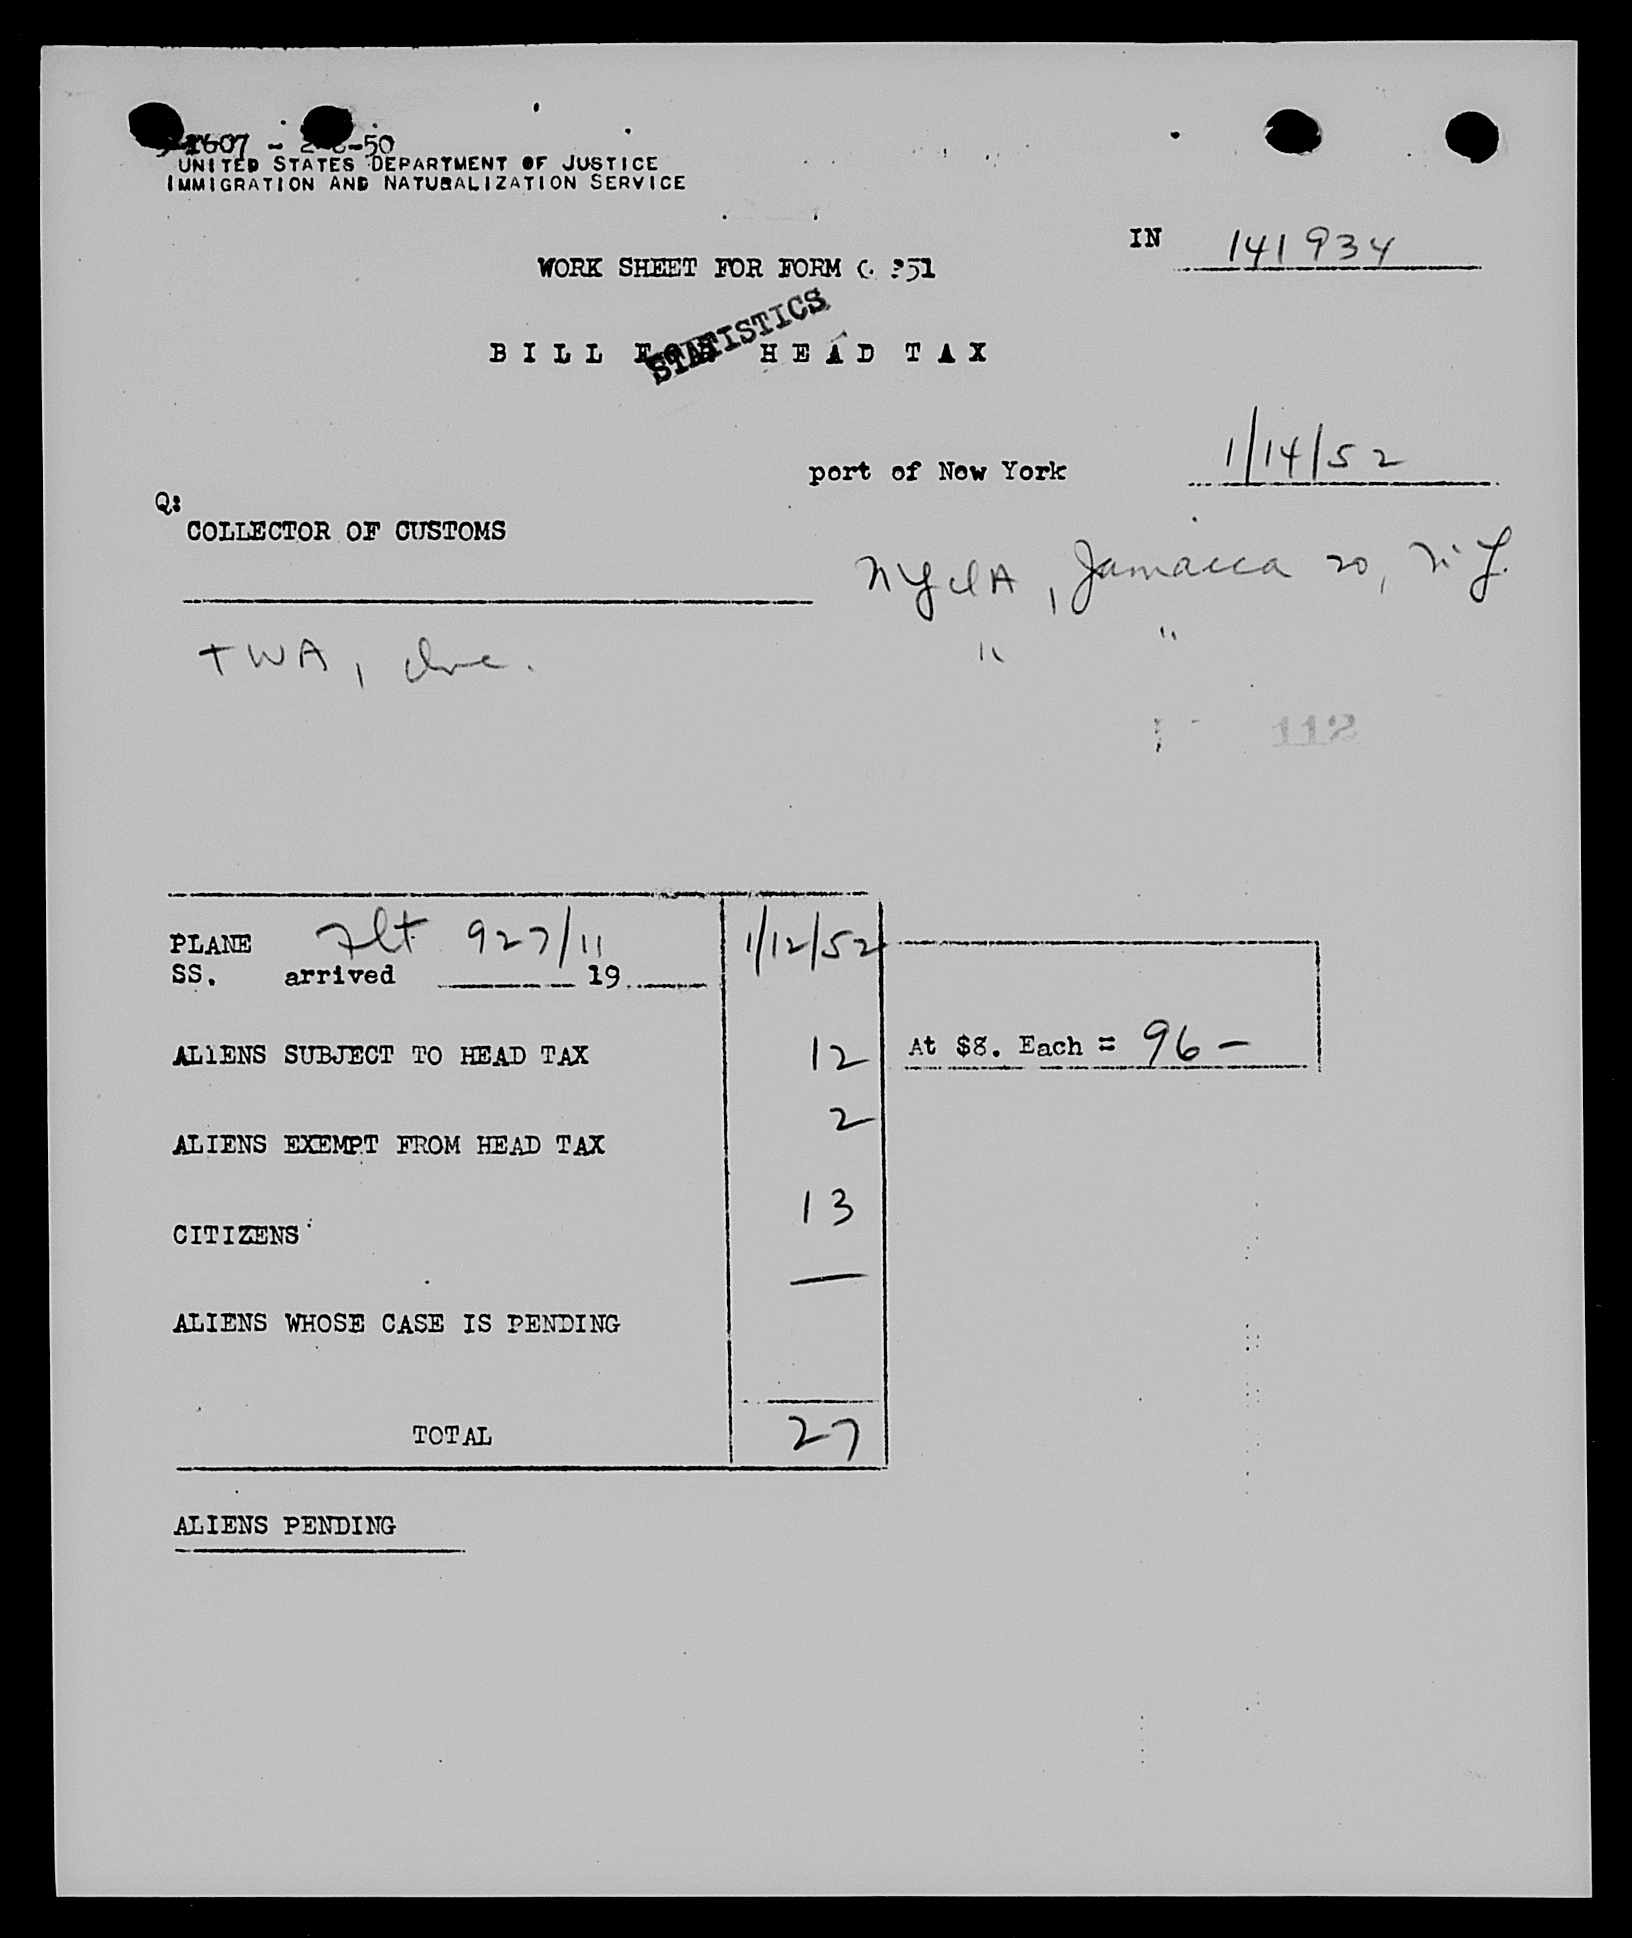 -50
UNITED STATES DEPARTMENT OF JUSTICE
IMMIGRATION AND NATURALIZATION SERVICE
IN 141934
WORK SHEET FOR FORM
STATISTICS
BILL FOR HEAD TAX
port of New York 1/14/52
Q:
COLLECTOR OF CUSTOMS
NYIA, Jamaica 20, N.Y.
TWA, Inc. " "
112
PLANE Flt 927/11 1/12/52
SS. arrived 19
ALIENS SUBJECT TO HEAD TAX 12 At $8. Each = 96 —
ALIENS EXEMPT FROM HEAD TAX 2
CITIZENS 13
ALIENS WHOSE CASE IS PENDING —
TOTAL 27
ALIENS PENDING